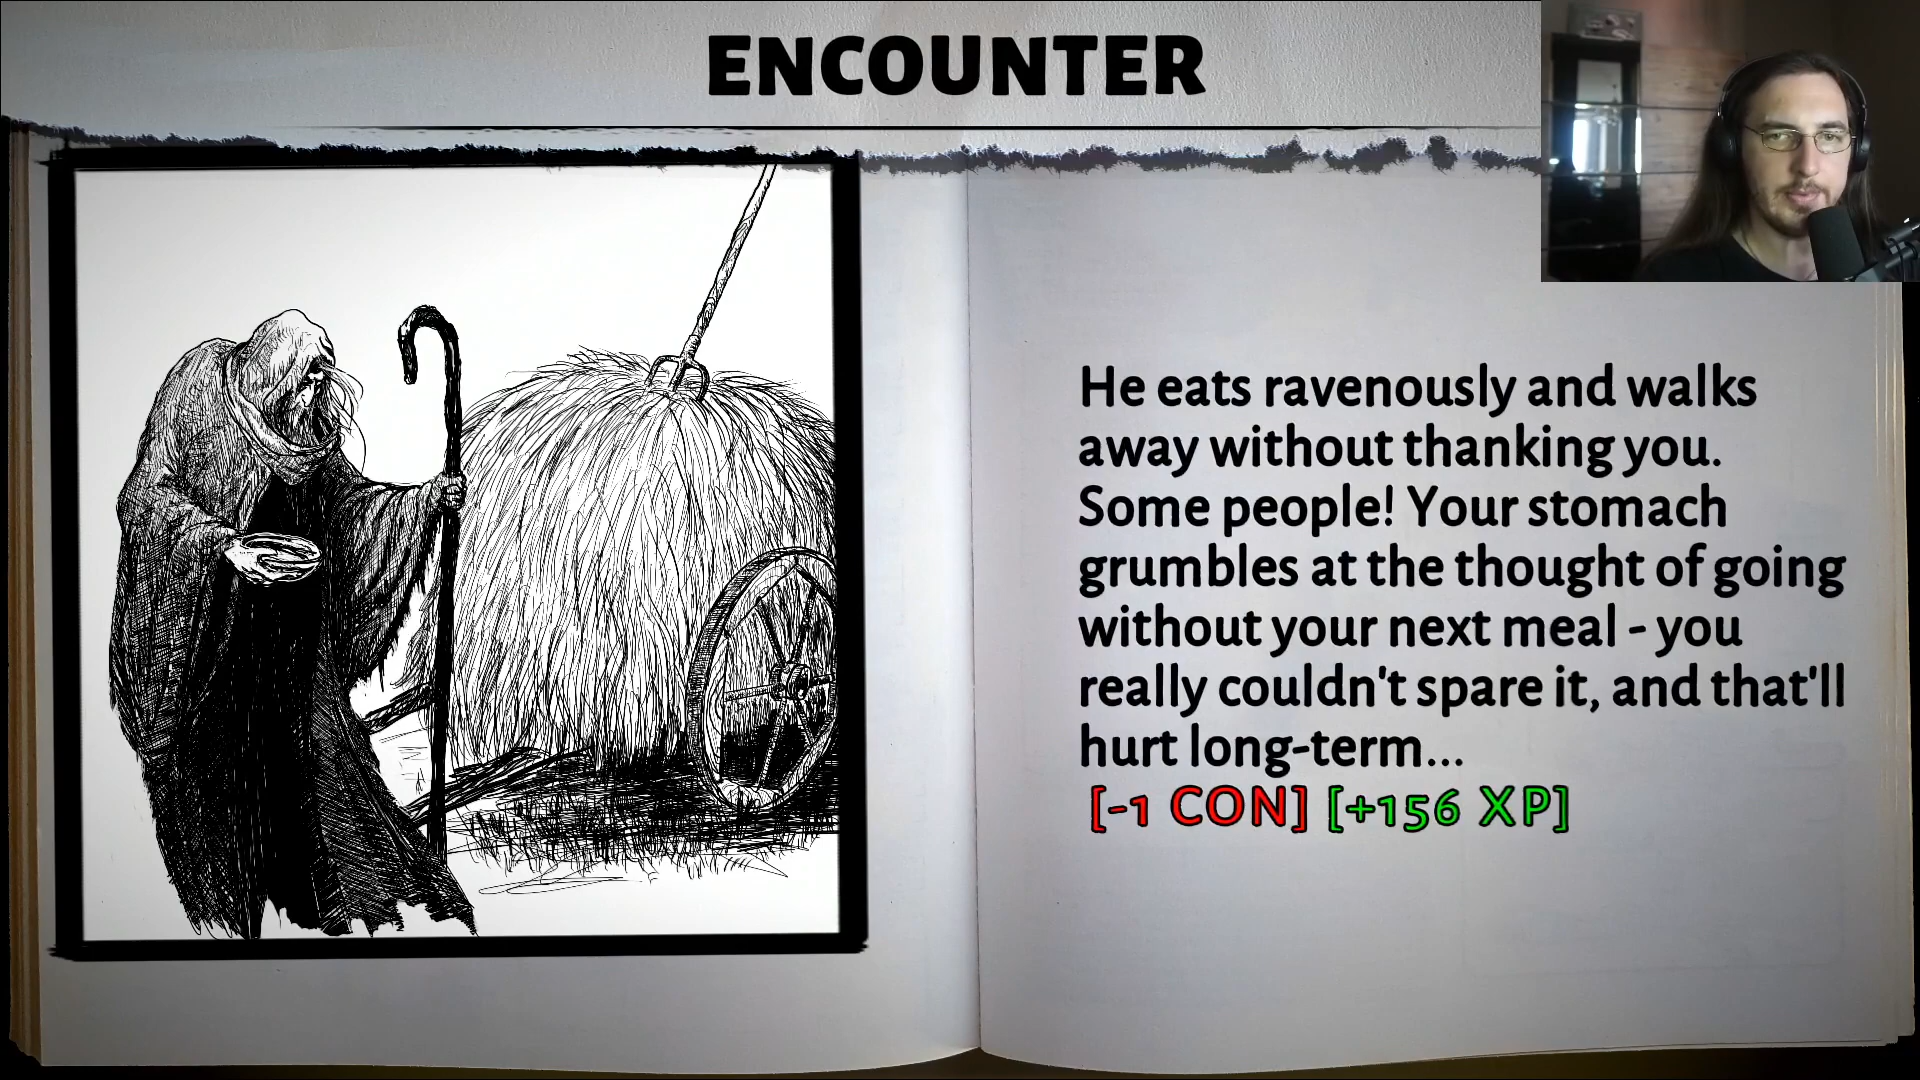 ENCOUNTER
He eats ravenously and walks
away without thanking you.
Some people! Your stomach
grumbles at the thought of going
without your next meal - you
really couldn't spare it, and that'll
hurt long-term...
[-1 CON] [+156 XP]